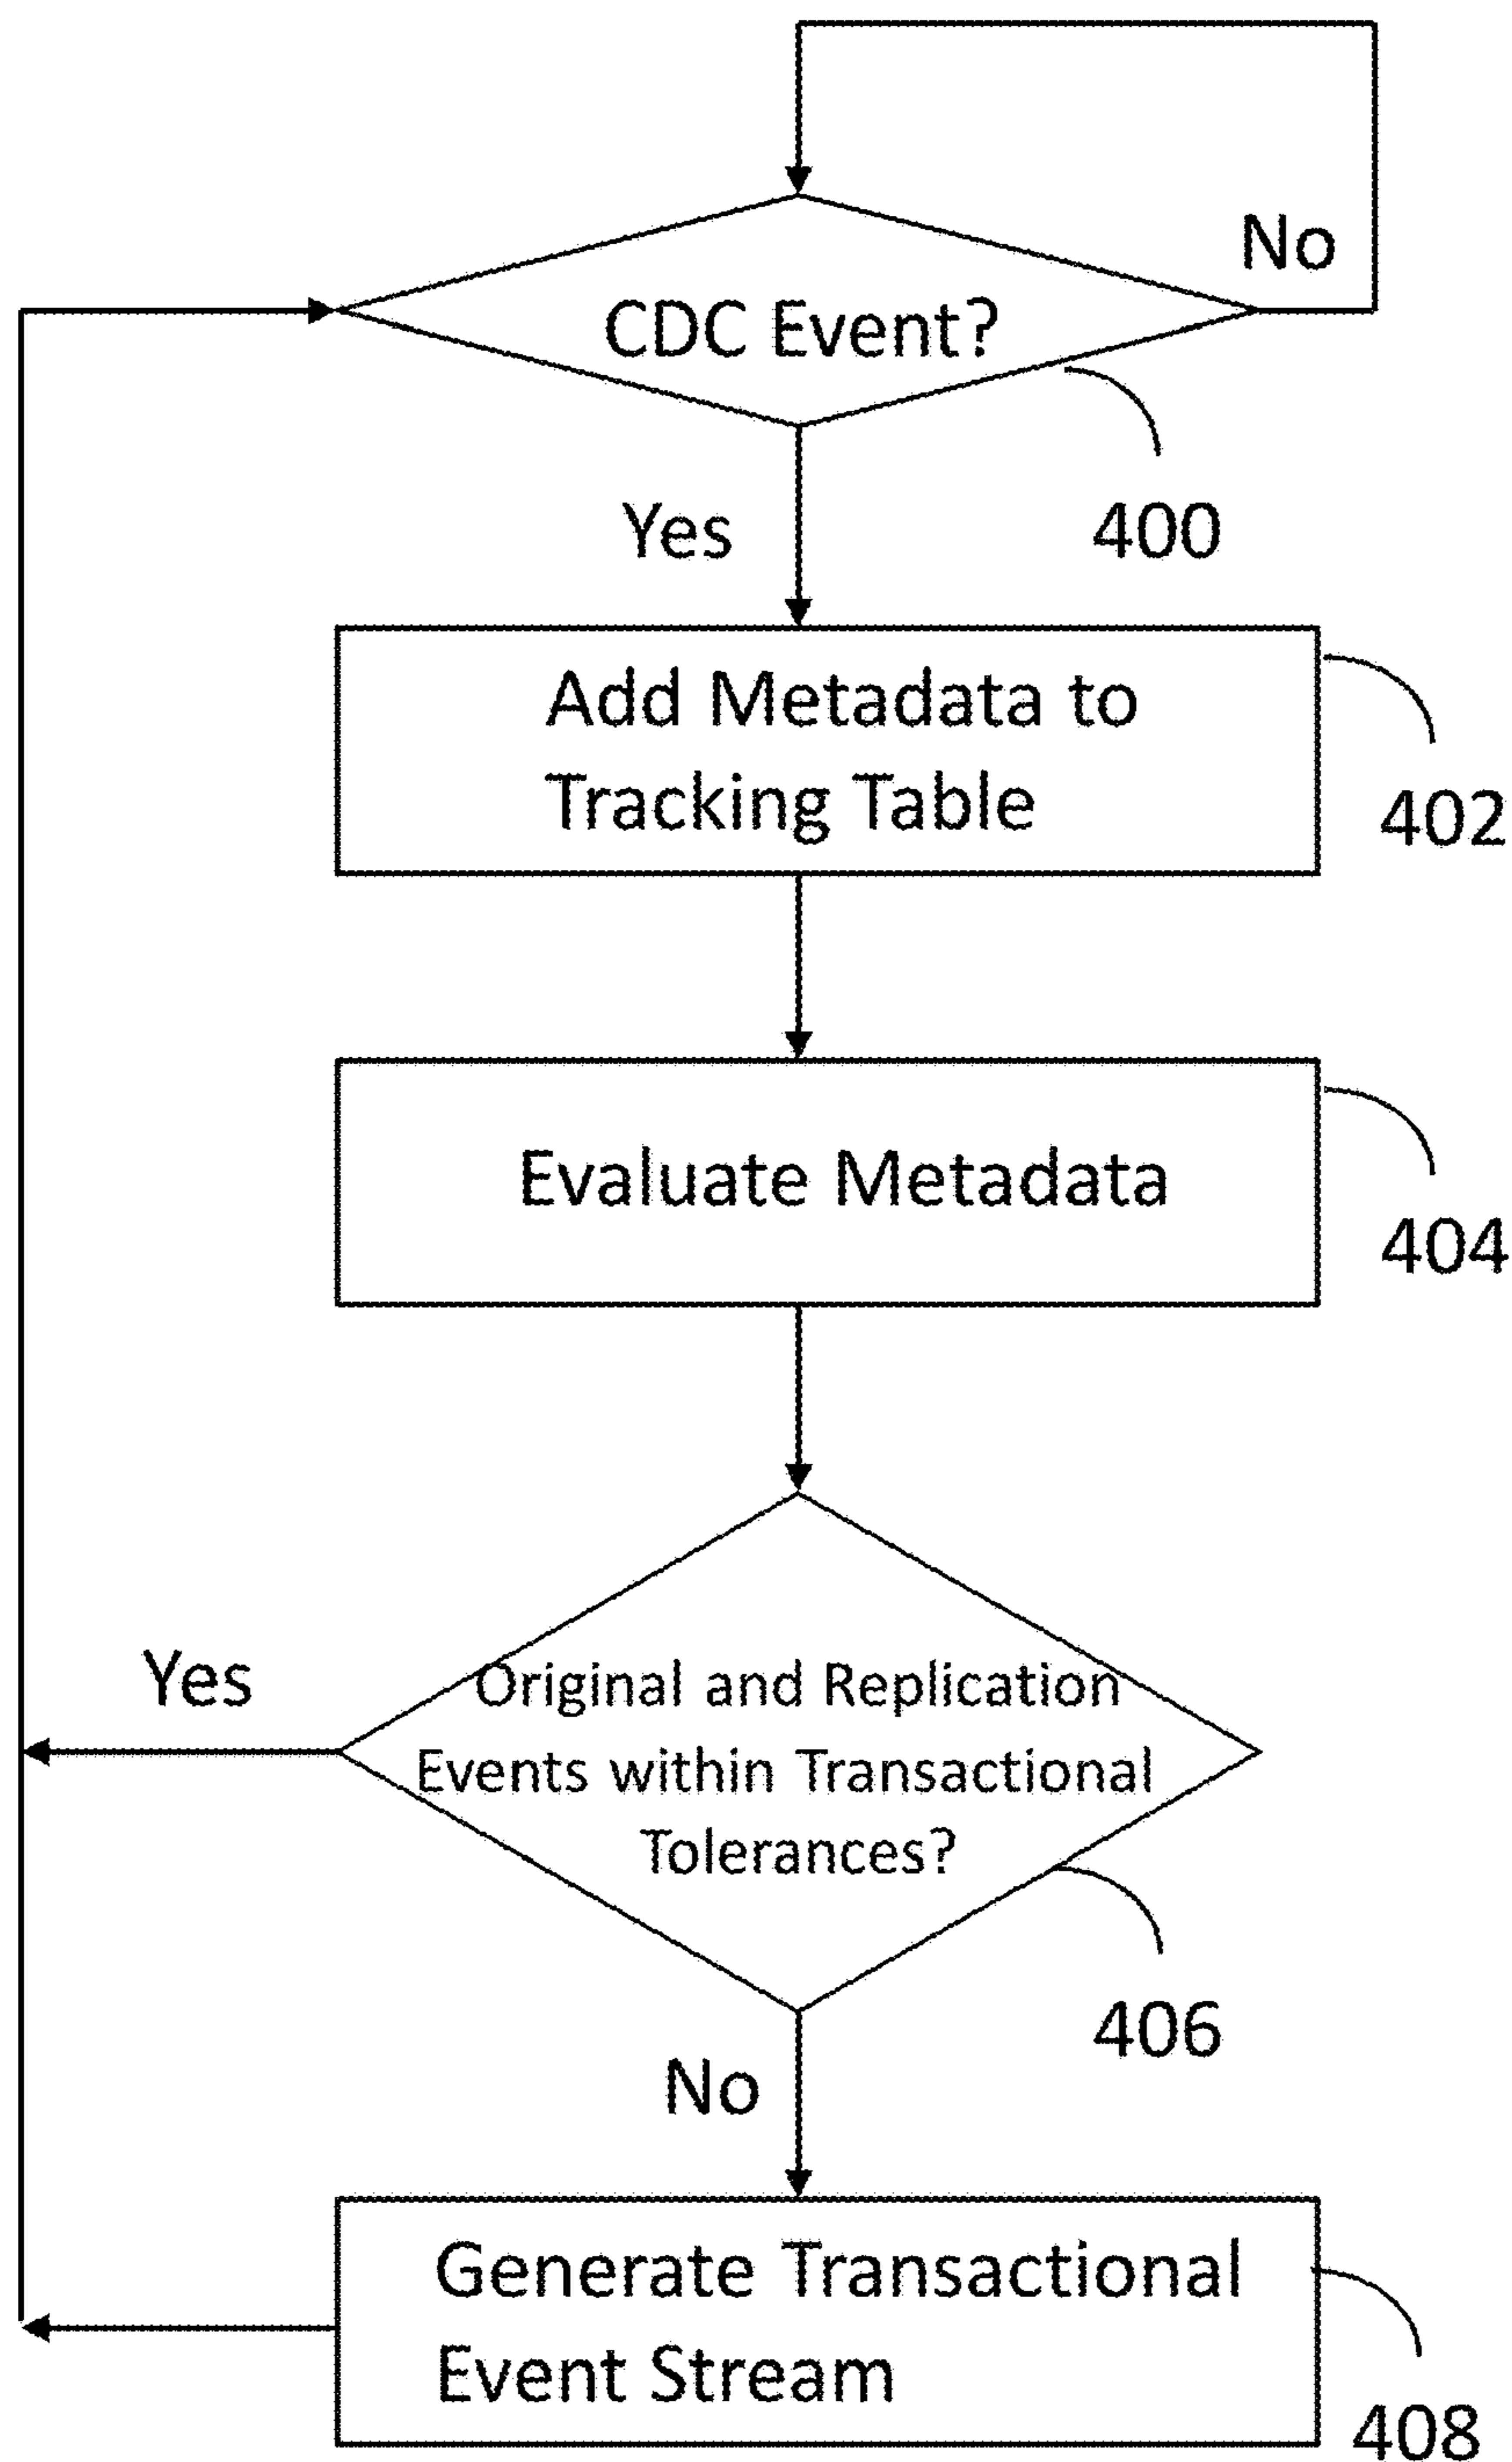 No
CDC Event?
Yes
400
Add Metadata to
Tracking Table
402
Evaluate Metadata
404
Yes
Original and Replication
Events within Transactional
Tolerances?
406
No
Generate Transactional
Event Stream
408